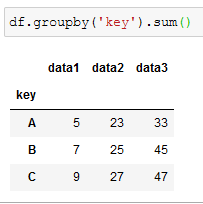 df.groupby('key').sum()
data1 data2 data3
key
A 5 23 33
B 7 25 45
C 9 27 47